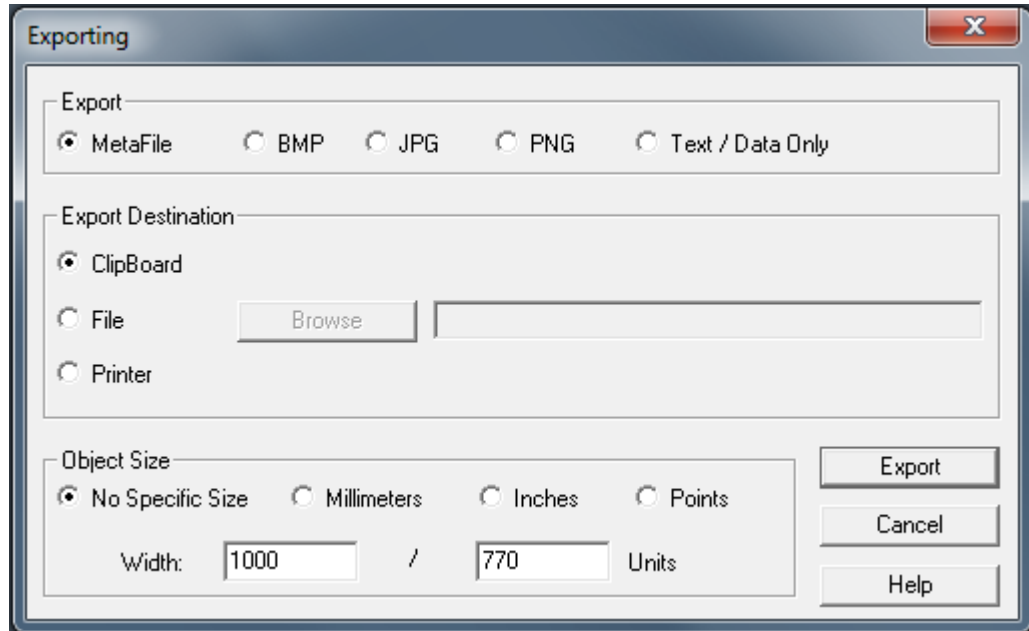 Exporting
Export
MetaFile BMP JPG PNG Text / Data Only
Export Destination
ClipBoard
File Browse
Printer
Object Size
No Specific Size Millimeters Inches Points
Width: 1000 / 770 Units
Export
Cancel
Help